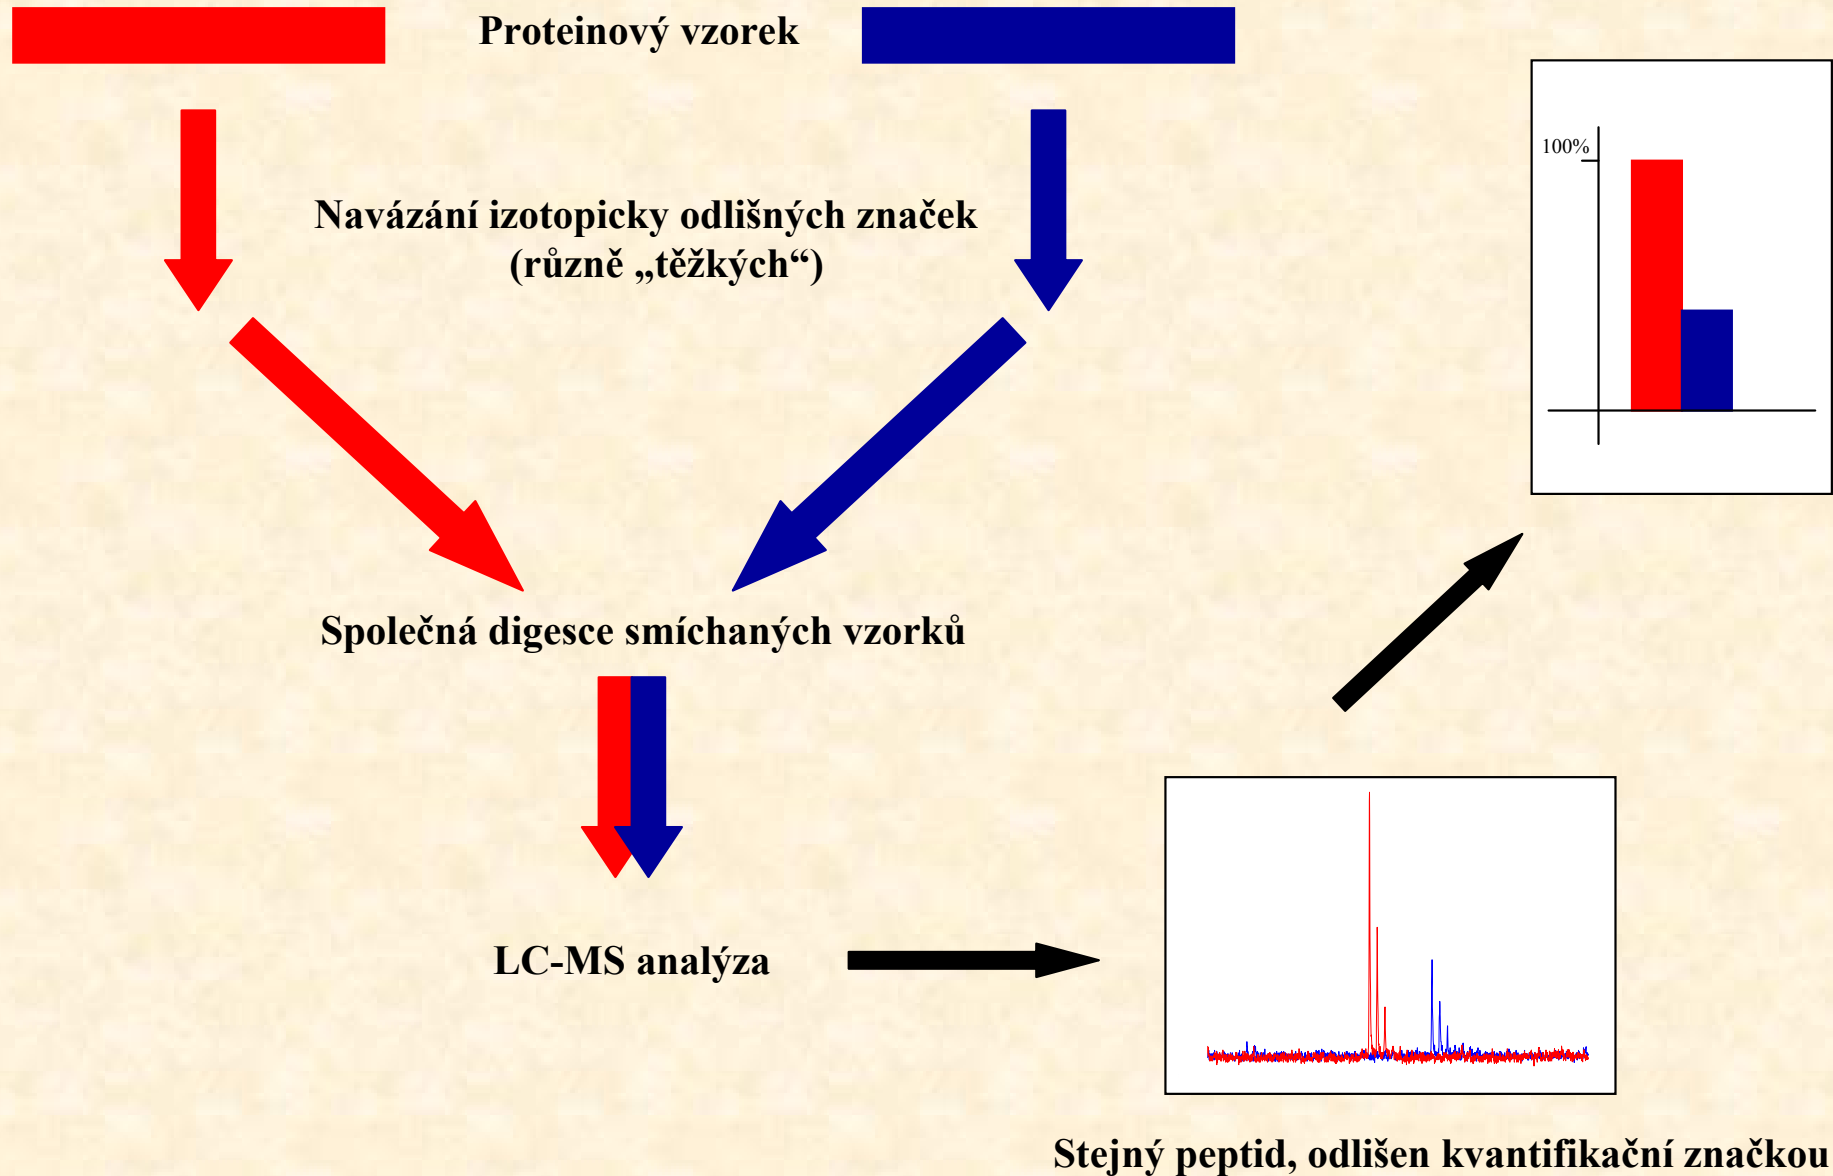 Proteinový vzorek
100%
Navázání izotopicky odlišných značek
(různě „těžkých“)
Společná digesce smíchaných vzorků
LC-MS analýza
Stejný peptid, odlišen kvantifikační značkou